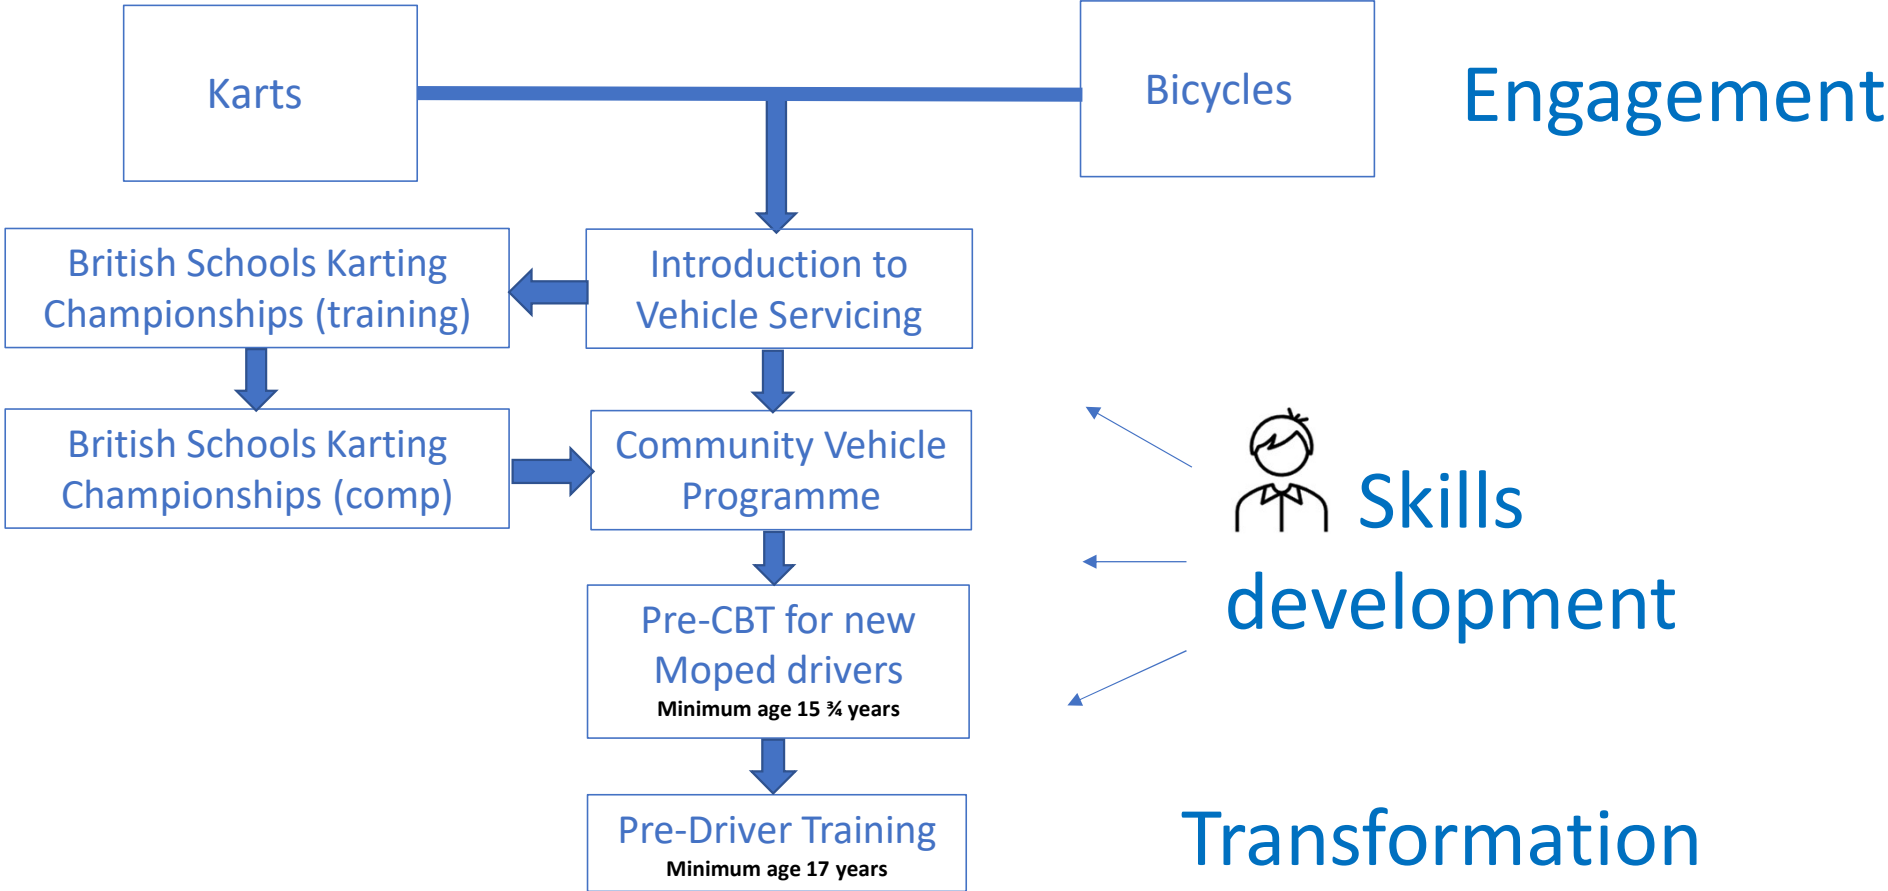 Karts
Bicycles
Engagement
British Schools Karting
Championships (training)
Introduction to
Vehicle Servicing
British Schools Karting
Championships (comp)
Community Vehicle
Programme
Skills
development
Pre-CBT for new
Moped drivers
Minimum age 15 ¾ years
Pre-Driver Training
Minimum age 17 years
Transformation